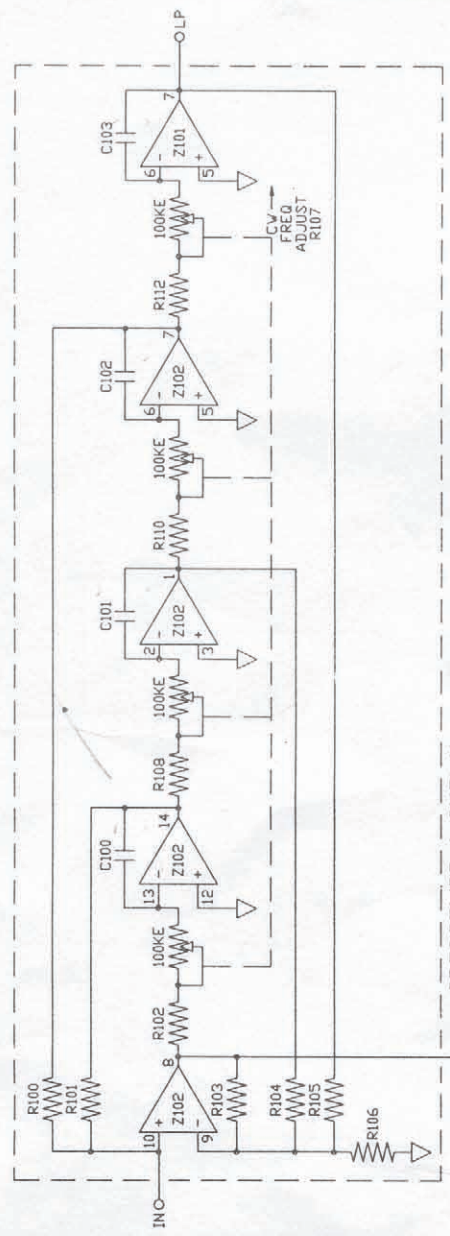 R100
R101
C100
C101
C102
C103
IN
10
+
Z102
9
-
8
R102
100KE
13
-
Z102
12
+
14
R108
100KE
2
-
Z102
3
+
1
R110
100KE
6
-
Z102
5
+
7
R112
100KE
6
-
Z101
5
+
7
LP
R103
R104
R105
R106
CW
FREQ
ADJUST
R107